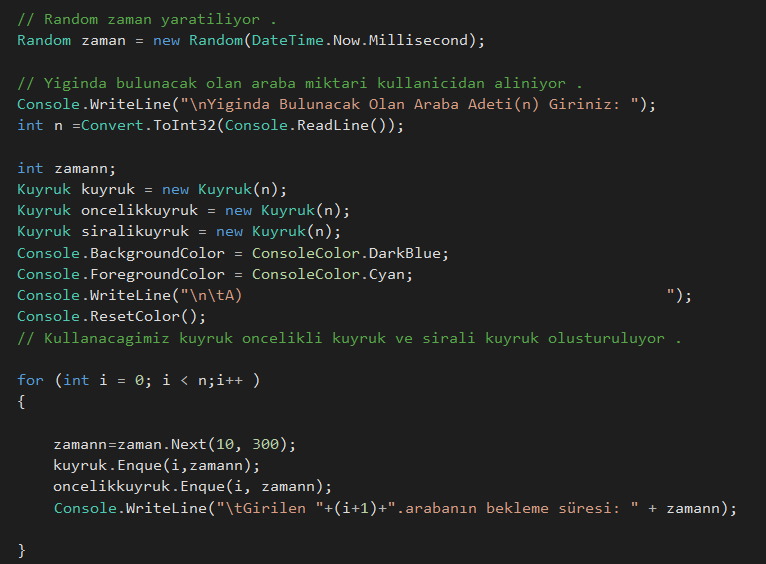 // Random zaman yaratiliyor .
Random zaman = new Random(DateTime.Now.Millisecond);
// Yiginda bulunacak olan araba miktari kullanicidan aliniyor .
Console.WriteLine("\nYiginda Bulunacak Olan Araba Adeti(n) Giriniz: ");
int n =Convert.ToInt32(Console.ReadLine());
int zamann;
Kuyruk kuyruk = new Kuyruk(n);
Kuyruk oncelikkuyruk = new Kuyruk(n);
Kuyruk siralikuyruk = new Kuyruk(n);
Console.BackgroundColor = ConsoleColor.DarkBlue;
Console.ForegroundColor = ConsoleColor.Cyan;
Console.WriteLine("\n\tA)                                               ");
Console.ResetColor();
// Kullanacagimiz kuyruk oncelikli kuyruk ve sirali kuyruk olusturuluyor .
for (int i = 0; i < n;i++ )
{
zamann=zaman.Next(10, 300);
kuyruk.Enque(i,zamann);
oncelikkuyruk.Enque(i, zamann);
Console.WriteLine("\tGirilen "+(i+1)+".arabanın bekleme süresi: " + zamann);
}